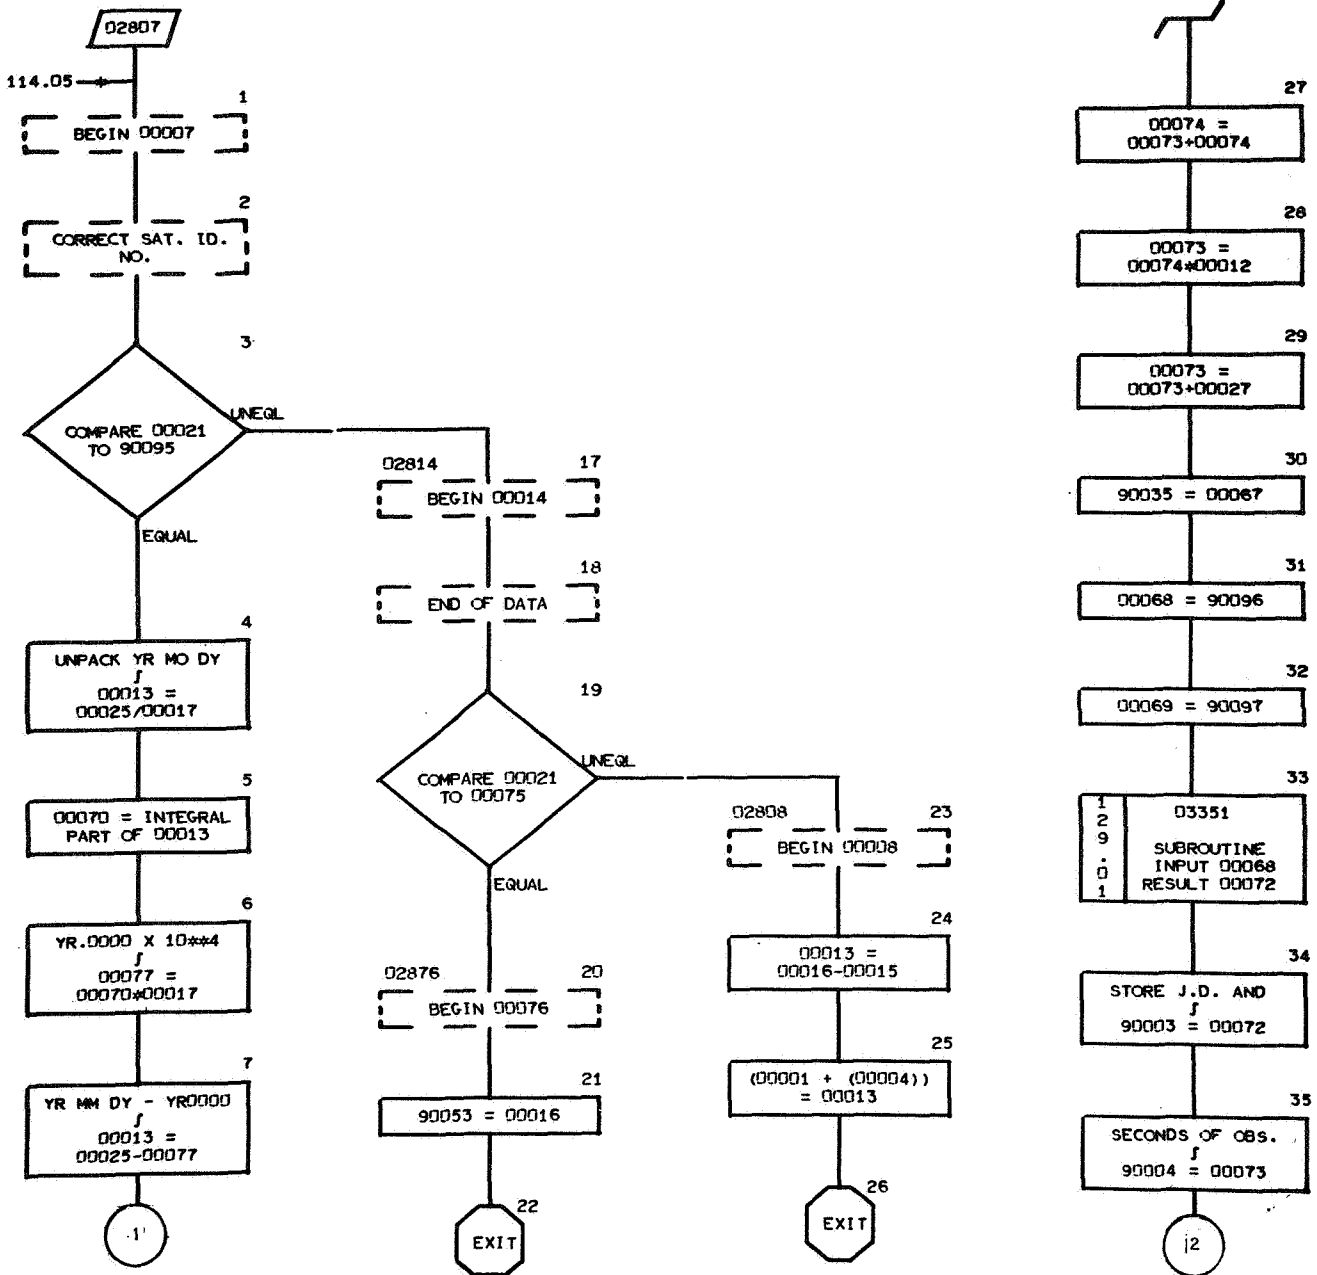 02807
114.05
1
BEGIN 00007
2
CORRECT SAT. ID.
NO.
3
COMPARE 00021
TO 90095
UNEQL
EQUAL
4
UNPACK YR MO DY
∫
00013 =
00025/00017
5
00070 = INTEGRAL
PART OF 00013
6
YR.0000 X 10**4
∫
00077 =
00070*00017
7
YR MM DY - YR0000
∫
00013 =
00025-00077
1
02814
17
BEGIN 00014
18
END OF DATA
19
COMPARE 00021
TO 00075
UNEQL
EQUAL
02876
20
BEGIN 00076
21
90053 = 00016
22
EXIT
02808
23
BEGIN 00008
24
00013 =
00016-00015
25
(00001 + (00004))
= 00013
26
EXIT
27
00074 =
00073+00074
28
00073 =
00074*00012
29
00073 =
00073+00027
30
90035 = 00067
31
00068 = 90096
32
00069 = 90097
33
129.01
03351
SUBROUTINE
INPUT 00068
RESULT 00072
34
STORE J.D. AND
∫
90003 = 00072
35
SECONDS OF OBS.
∫
90004 = 00073